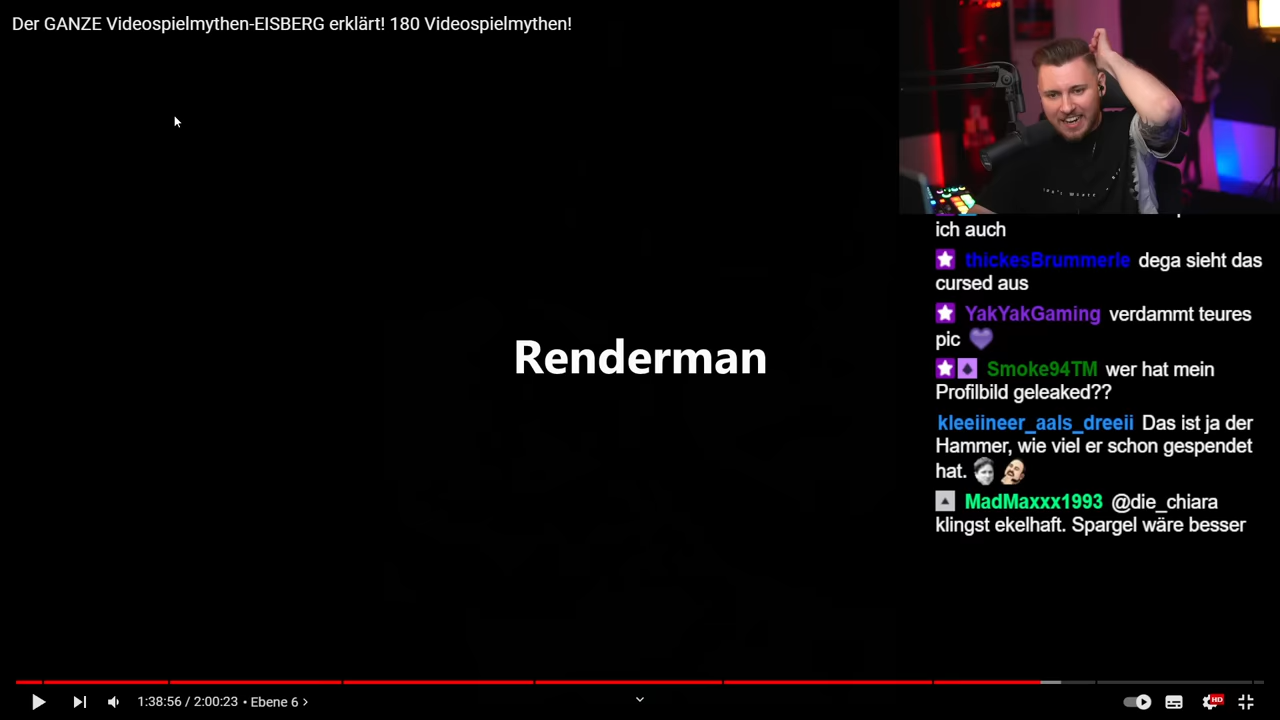 Der GANZE Videospielmythen-EISBERG erklärt! 180 Videospielmythen!
ich auch
thickesBrummerle dega sieht das
cursed aus
YakYakGaming verdammt teures
pic
Smoke94TM wer hat mein
Profilbild geleaked??
kleeiineer_aals_dreeii Das ist ja der
Hammer, wie viel er schon gespendet
hat.
MadMaxxx1993 @die_chiara
klingst ekelhaft. Spargel wäre besser
Renderman
1:38:56 / 2:00:23 • Ebene 6 >
HD